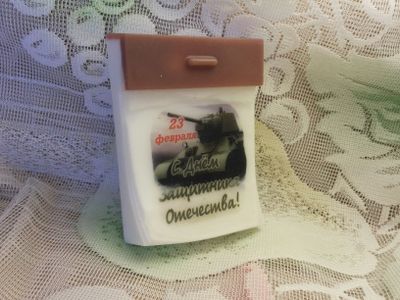 23
февраля
С Днём
Защитника
Отечества!